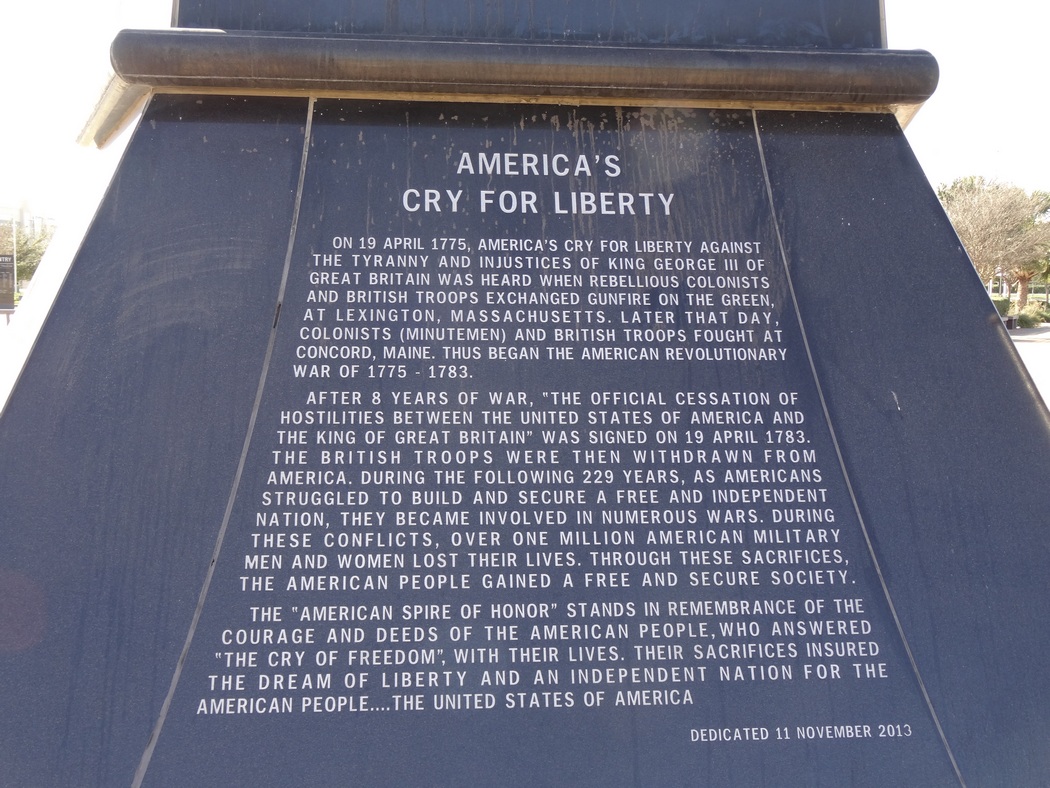 AMERICA'S
CRY FOR LIBERTY
ON 19 APRIL 1775, AMERICA'S CRY FOR LIBERTY AGAINST
THE TYRANNY AND INJUSTICES OF KING GEORGE III OF
GREAT BRITAIN WAS HEARD WHEN REBELLIOUS COLONISTS
AND BRITISH TROOPS EXCHANGED GUNFIRE ON THE GREEN,
AT LEXINGTON, MASSACHUSETTS. LATER THAT DAY,
COLONISTS (MINUTEMEN) AND BRITISH TROOPS FOUGHT AT
CONCORD, MAINE. THUS BEGAN THE AMERICAN REVOLUTIONARY
WAR OF 1775 - 1783.
AFTER 8 YEARS OF WAR, "THE OFFICIAL CESSATION OF
HOSTILITIES BETWEEN THE UNITED STATES OF AMERICA AND
THE KING OF GREAT BRITAIN" WAS SIGNED ON 19 APRIL 1783.
THE BRITISH TROOPS WERE THEN WITHDRAWN FROM
AMERICA. DURING THE FOLLOWING 229 YEARS, AS AMERICANS
STRUGGLED TO BUILD AND SECURE A FREE AND INDEPENDENT
NATION, THEY BECAME INVOLVED IN NUMEROUS WARS. DURING
THESE CONFLICTS, OVER ONE MILLION AMERICAN MILITARY
MEN AND WOMEN LOST THEIR LIVES. THROUGH THESE SACRIFICES,
THE AMERICAN PEOPLE GAINED A FREE AND SECURE SOCIETY.
THE "AMERICAN SPIRE OF HONOR" STANDS IN REMEMBRANCE OF THE
COURAGE AND DEEDS OF THE AMERICAN PEOPLE, WHO ANSWERED
"THE CRY OF FREEDOM", WITH THEIR LIVES. THEIR SACRIFICES INSURED
THE DREAM OF LIBERTY AND AN INDEPENDENT NATION FOR THE
AMERICAN PEOPLE....THE UNITED STATES OF AMERICA
DEDICATED 11 NOVEMBER 2013